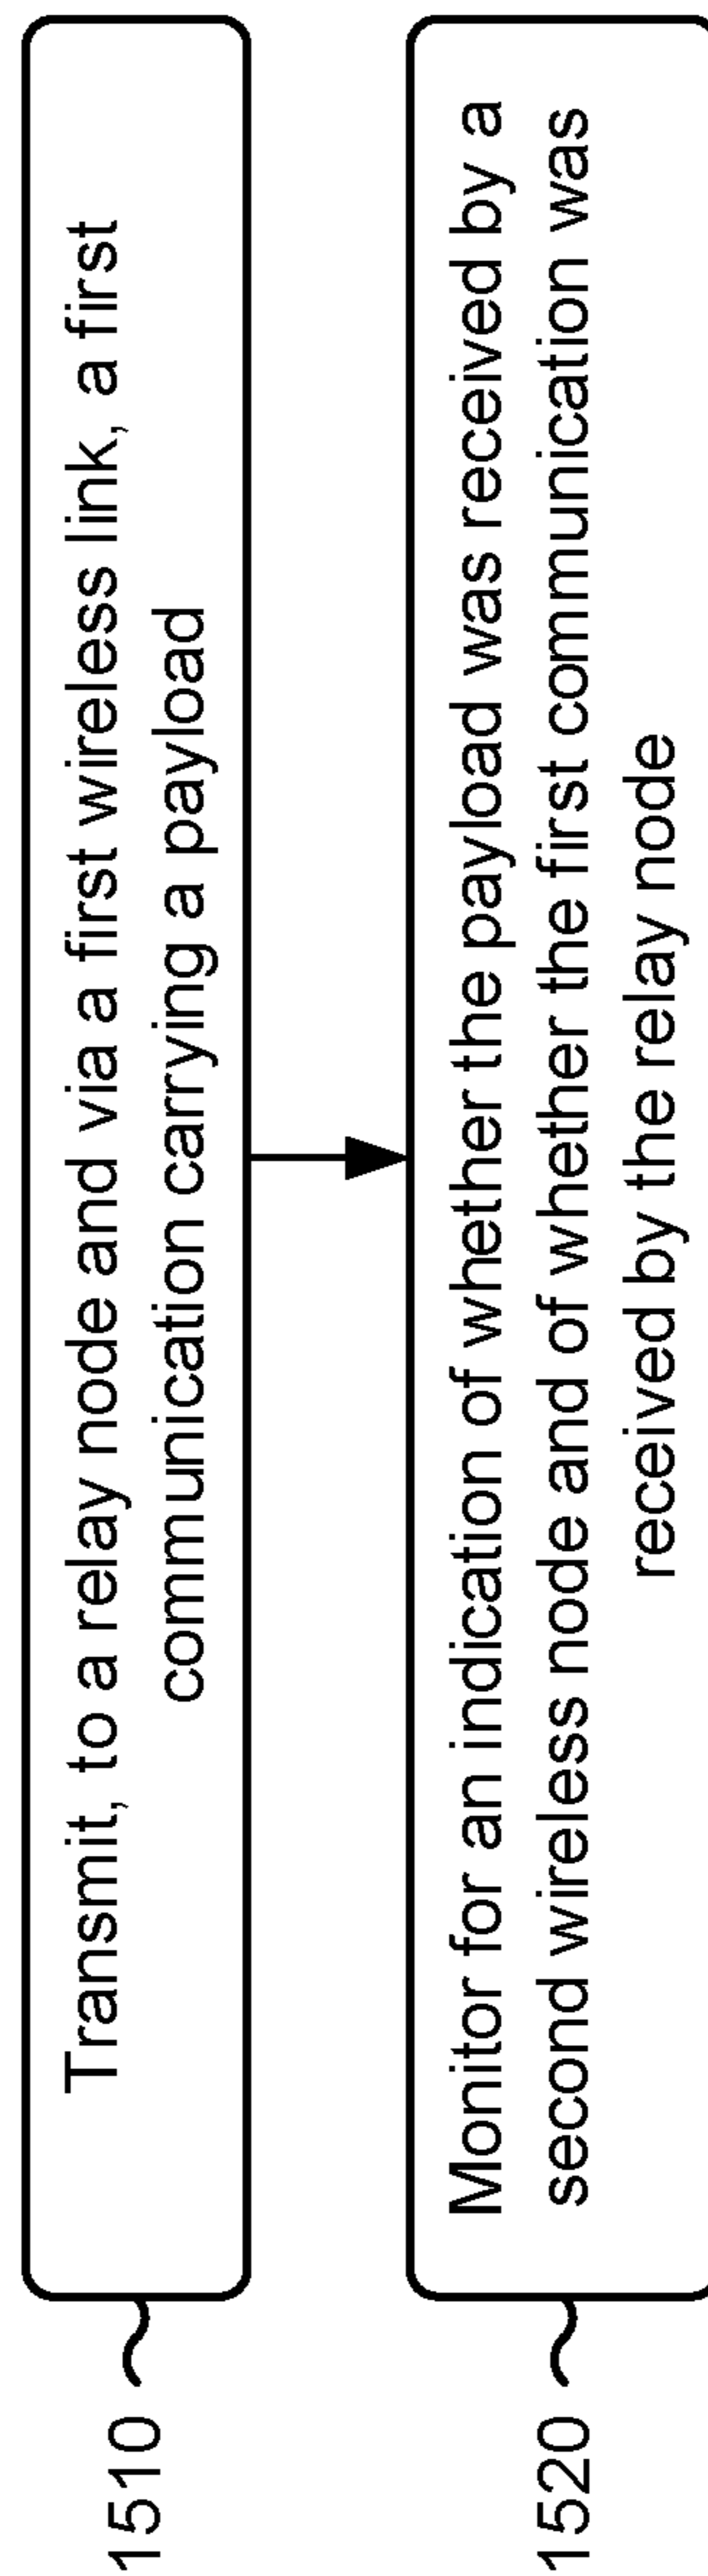 1510
Transmit, to a relay node and via a first wireless link, a first
communication carrying a payload
1520
Monitor for an indication of whether the payload was received by a
second wireless node and of whether the first communication was
received by the relay node